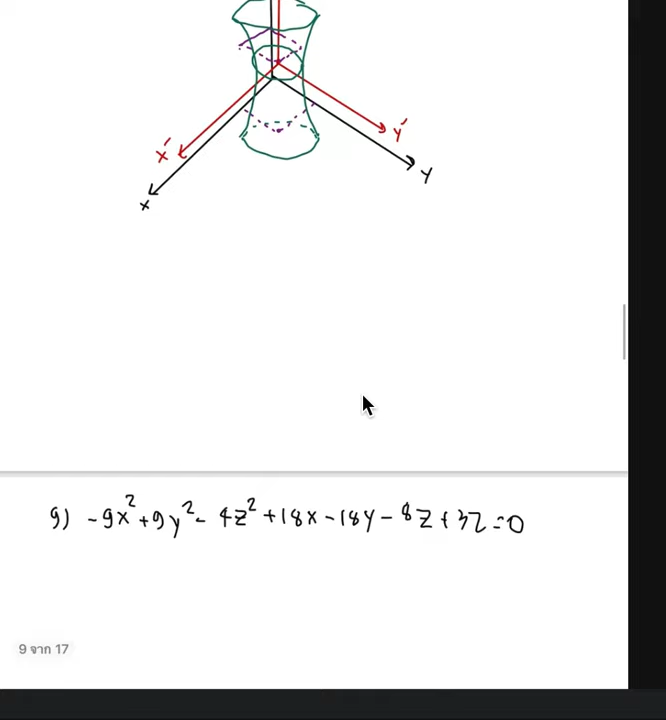 x′
y′
x
y
9) -9x²+9y²-4z²+18x-18y-8z+32=0
9 จาก 17